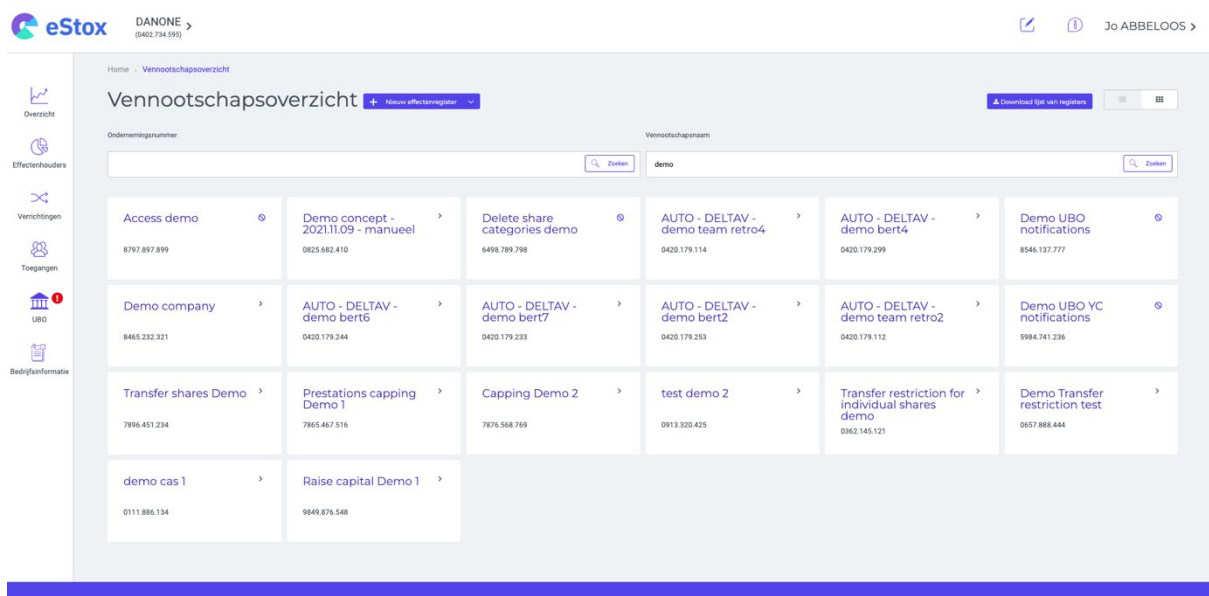 eStox
DANONE
(0402.734.595)
Jo ABBELOOS
Home
Vennootschapsoverzicht
Vennootschapsoverzicht
Nieuw effectenregister
Download lijst van registers
Overzicht
Effectenhouders
Verrichtingen
Toegangen
UBO
Bedrijfsinformatie
Ondernemingsnummer
Vennootschapsnaam
Zoeken
demo
Zoeken
Access demo
8797.897.899
Demo concept -
2021.11.09 - manueel
0825.682.410
Delete share
categories demo
6498.789.798
AUTO - DELTAV -
demo team retro4
0420.179.114
AUTO - DELTAV -
demo bert4
0420.179.299
Demo UBO
notifications
8546.137.777
Demo company
8465.232.321
AUTO - DELTAV -
demo bert6
0420.179.244
AUTO - DELTAV -
demo bert7
0420.179.233
AUTO - DELTAV -
demo bert2
0420.179.253
AUTO - DELTAV -
demo team retro2
0420.179.112
Demo UBO YC
notifications
5984.741.236
Transfer shares Demo
7896.451.234
Prestations capping
Demo 1
7865.467.516
Capping Demo 2
7876.568.769
test demo 2
0913.320.425
Transfer restriction for
individual shares
demo
0362.145.121
Demo Transfer
restriction test
0657.888.444
demo cas 1
0111.886.134
Raise capital Demo 1
9849.876.548